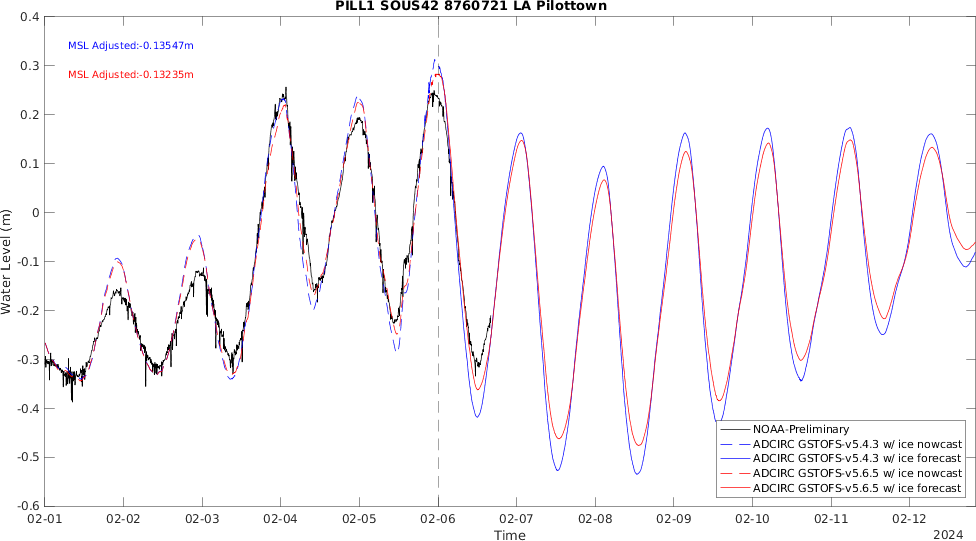 PILL1 SOUS42 8760721 LA Pilottown
MSL Adjusted:-0.13547m
MSL Adjusted:-0.13235m
0.4
0.3
0.2
0.1
0
-0.1
-0.2
-0.3
-0.4
-0.5
-0.6
Water Level (m)
NOAA-Preliminary
ADCIRC GSTOFS-v5.4.3 w/ ice nowcast
ADCIRC GSTOFS-v5.4.3 w/ ice forecast
ADCIRC GSTOFS-v5.6.5 w/ ice nowcast
ADCIRC GSTOFS-v5.6.5 w/ ice forecast
02-01 02-02 02-03 02-04 02-05 02-06 02-07 02-08 02-09 02-10 02-11 02-12
Time
2024